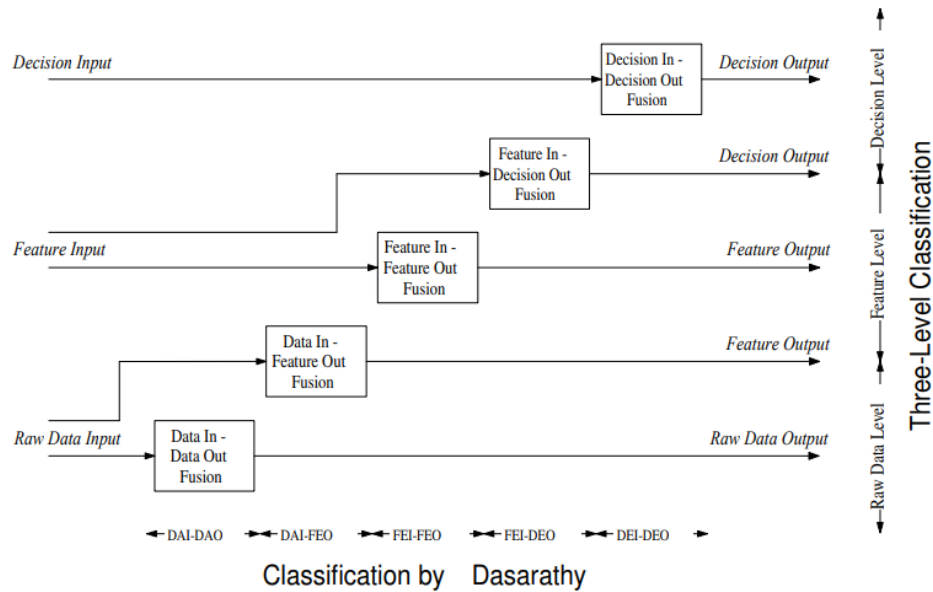 Decision Input
Decision In -
Decision Out
Fusion
Decision Output
Feature In -
Decision Out
Fusion
Decision Output
Feature Input
Feature In -
Feature Out
Fusion
Feature Output
Data In -
Feature Out
Fusion
Feature Output
Raw Data Input
Data In -
Data Out
Fusion
Raw Data Output
Decision Level
Feature Level
Raw Data Level
Three-Level Classification
DAI-DAO
DAI-FEO
FEI-FEO
FEI-DEO
DEI-DEO
Classification by Dasarathy